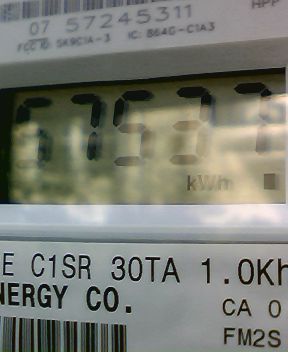 HPP
07 57245311
FCC ID: SK9C1A-3 IC: 864G-C1A3
67537
kWh
E C1SR 30TA 1.0Kh
NERGY CO.
CA 0
FM2S